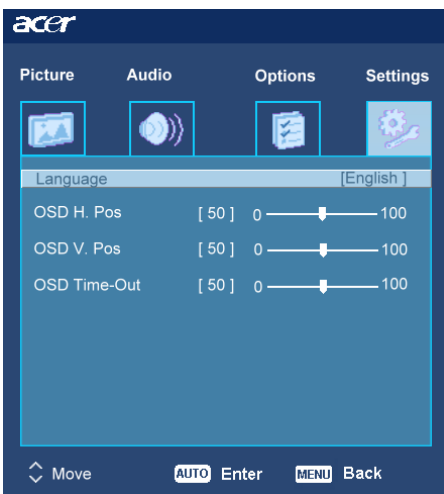 acer
Picture Audio Options Settings
Language [English ]
OSD H. Pos [ 50 ] 0 100
OSD V. Pos [ 50 ] 0 100
OSD Time-Out [ 50 ] 0 100
Move AUTO Enter MENU Back